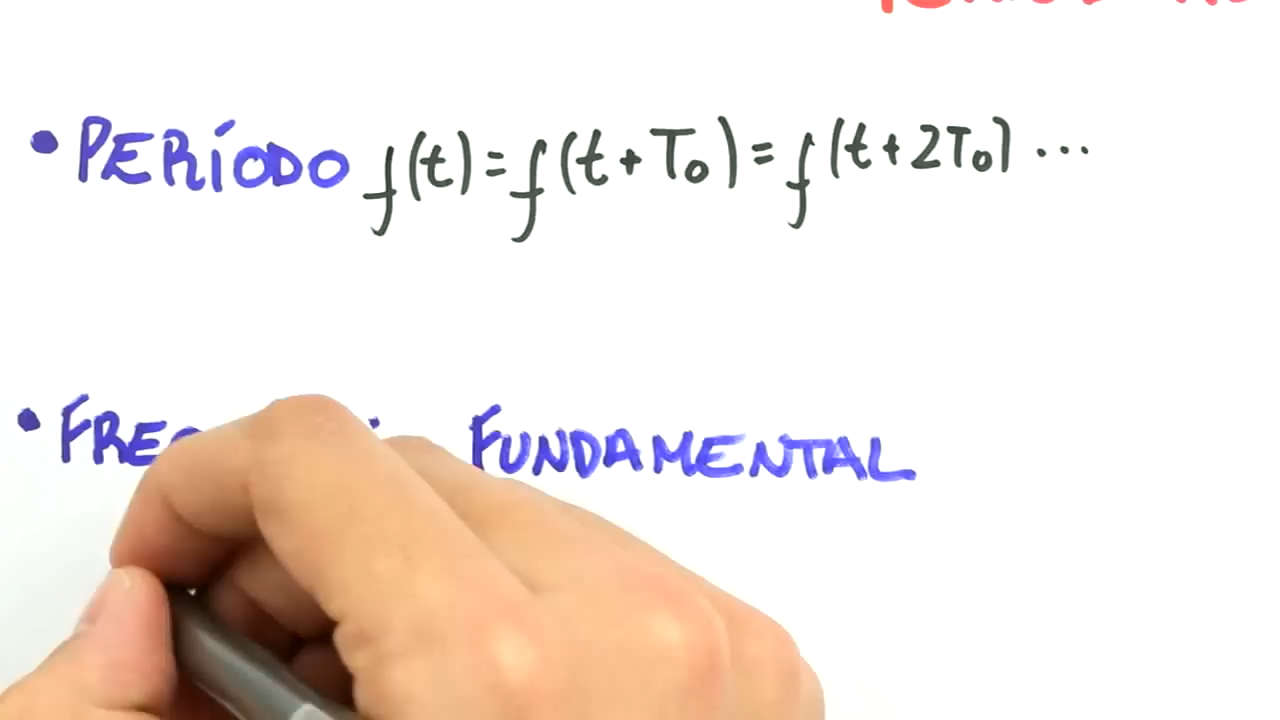 • PERÍODO f(t) = f(t + T₀) = f(t + 2T₀) ...
• FUNDAMENTAL